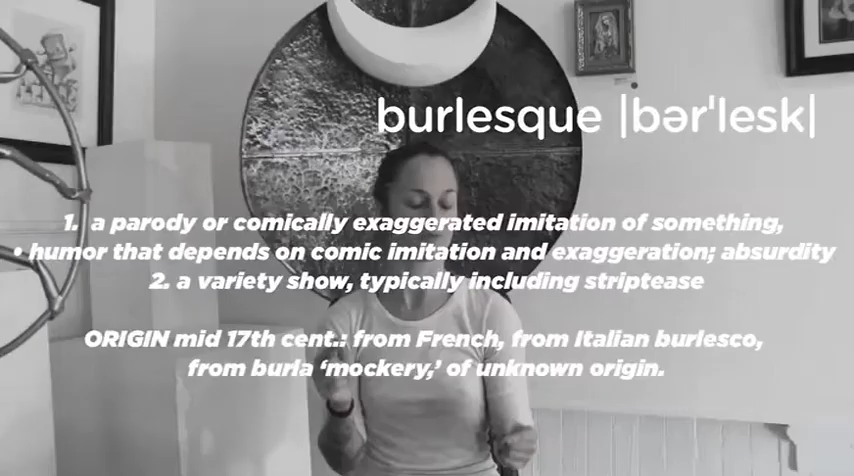 burlesque |bər'lesk|
1. a parody or comically exaggerated imitation of something,
• humor that depends on comic imitation and exaggeration; absurdity
2. a variety show, typically including striptease
ORIGIN mid 17th cent.: from French, from Italian burlesco,
from burla ‘mockery,’ of unknown origin.